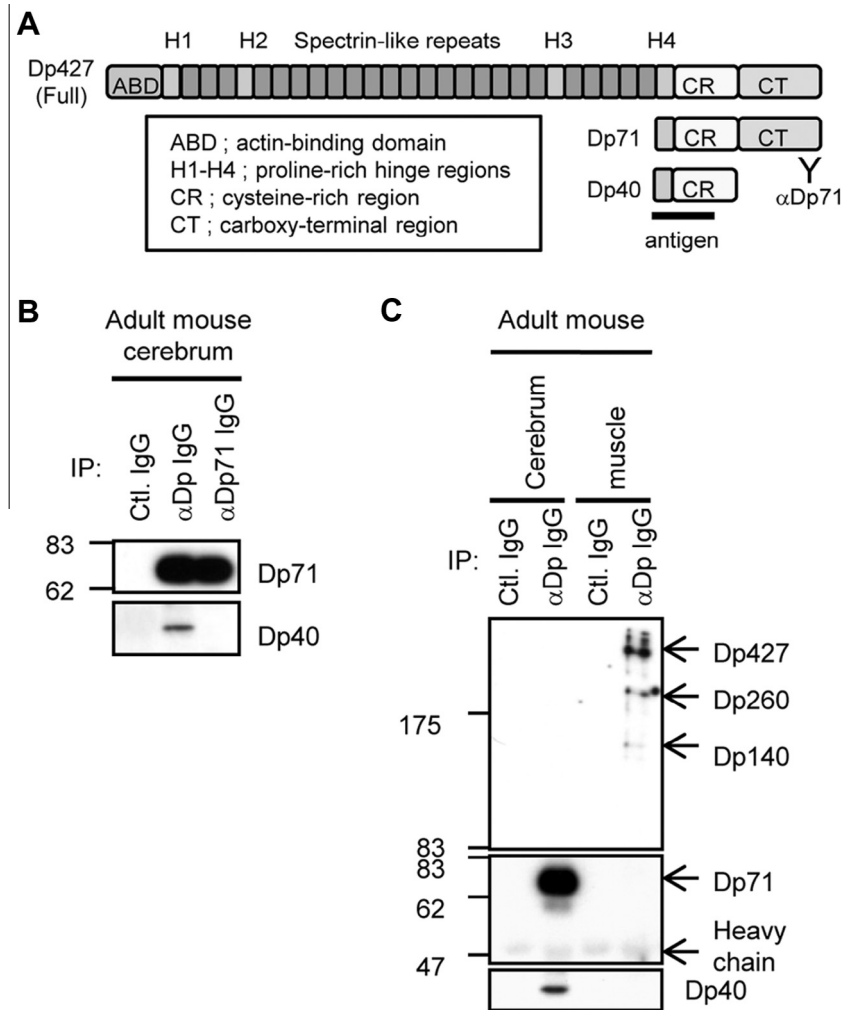 A
H1 H2 Spectrin-like repeats H3 H4
Dp427
(Full)
ABD CR CT
ABD ; actin-binding domain
H1-H4 ; proline-rich hinge regions
CR ; cysteine-rich region
CT ; carboxy-terminal region
Dp71 CR CT
Dp40 CR
αDp71
antigen
B
Adult mouse
cerebrum
IP:
Ctl. IgG
αDp IgG
αDp71 IgG
83
62
Dp71
Dp40
C
Adult mouse
Cerebrum
muscle
IP:
Ctl. IgG
αDp IgG
Ctl. IgG
αDp IgG
Dp427
Dp260
175
Dp140
83
83
Dp71
62
Heavy
chain
47
Dp40